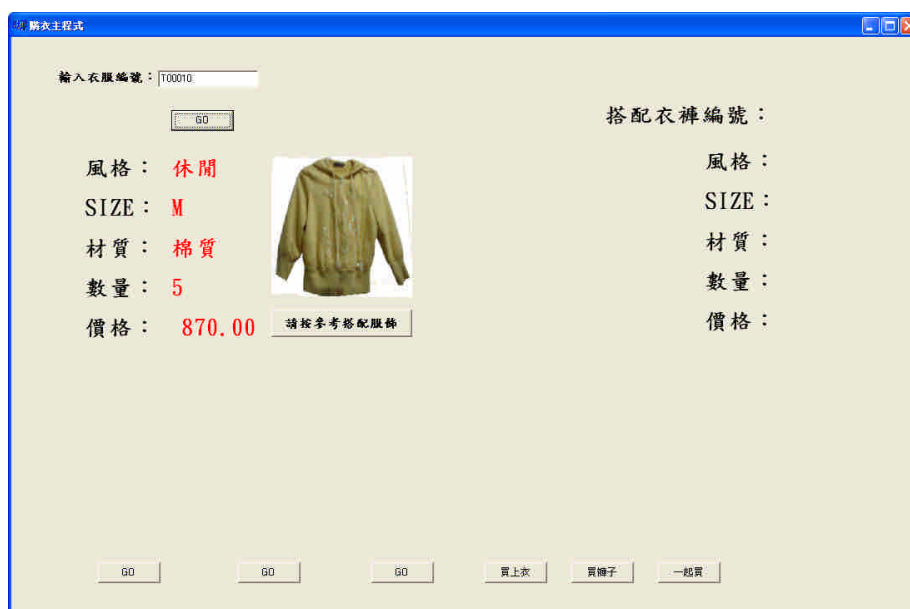 購衣主程式
輸入衣服編號：T00010
GO
搭配衣褲編號：
風格：休閒
風格：
SIZE：M
SIZE：
材質：棉質
材質：
數量：5
數量：
價格：870.00
請按參考搭配服飾
價格：
GO
GO
GO
買上衣
買褲子
一起買